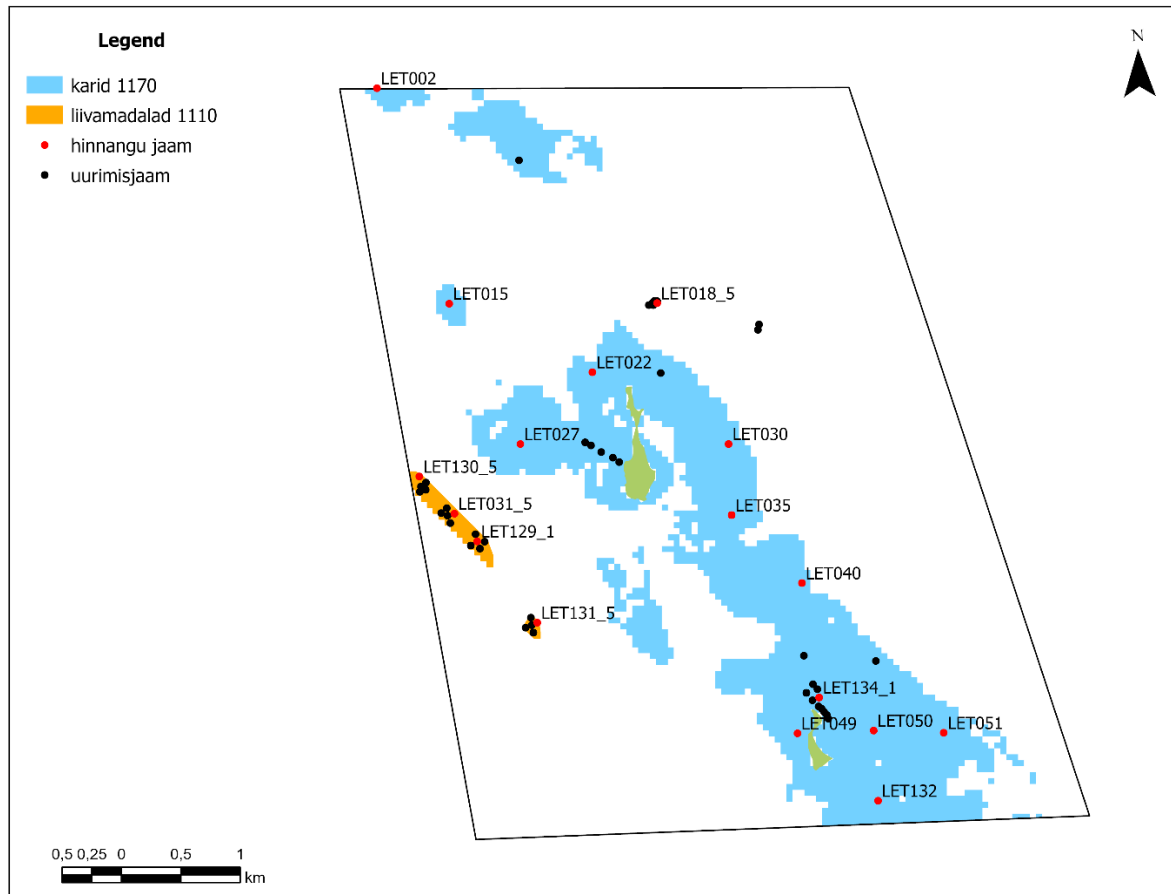 Legend
karid 1170
liivamadalad 1110
hinnangu jaam
uurimisjaam
N
LET002
LET015
LET018_5
LET022
LET027
LET030
LET130_5
LET031_5
LET035
LET129_1
LET040
LET131_5
LET134_1
LET049
LET050
LET051
LET132
0,5 0,25 0 0,5 1
km